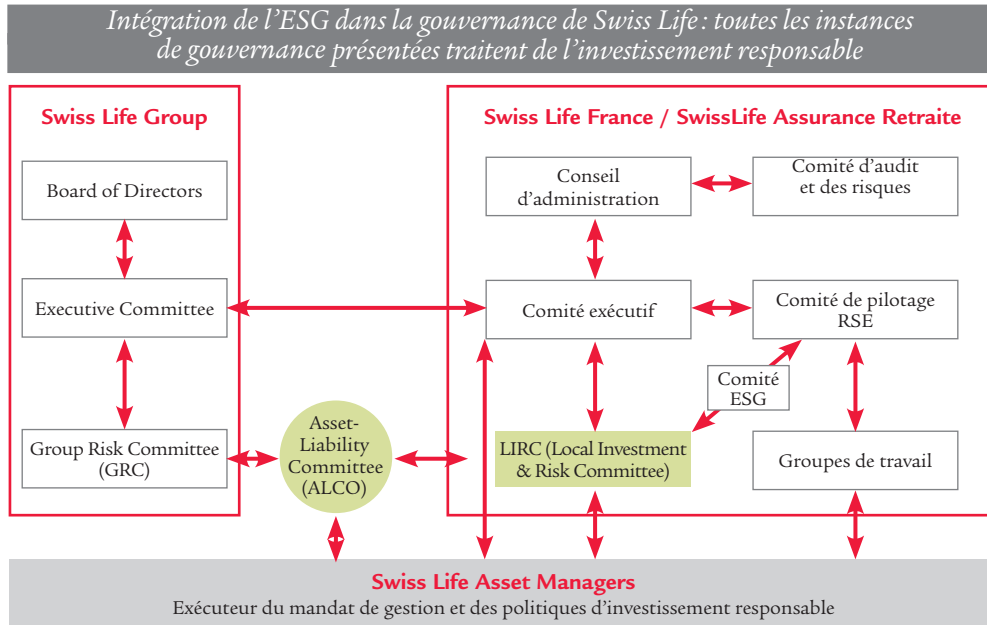 Intégration de l’ESG dans la gouvernance de Swiss Life : toutes les instances
de gouvernance présentées traitent de l’investissement responsable
Swiss Life Group
Board of Directors
Executive Committee
Group Risk Committee
(GRC)
Asset-
Liability
Committee
(ALCO)
Swiss Life France / SwissLife Assurance Retraite
Conseil
d’administration
Comité d’audit
et des risques
Comité exécutif
Comité de pilotage
RSE
Comité
ESG
LIRC (Local Investment
& Risk Committee)
Groupes de travail
Swiss Life Asset Managers
Exécuteur du mandat de gestion et des politiques d’investissement responsable